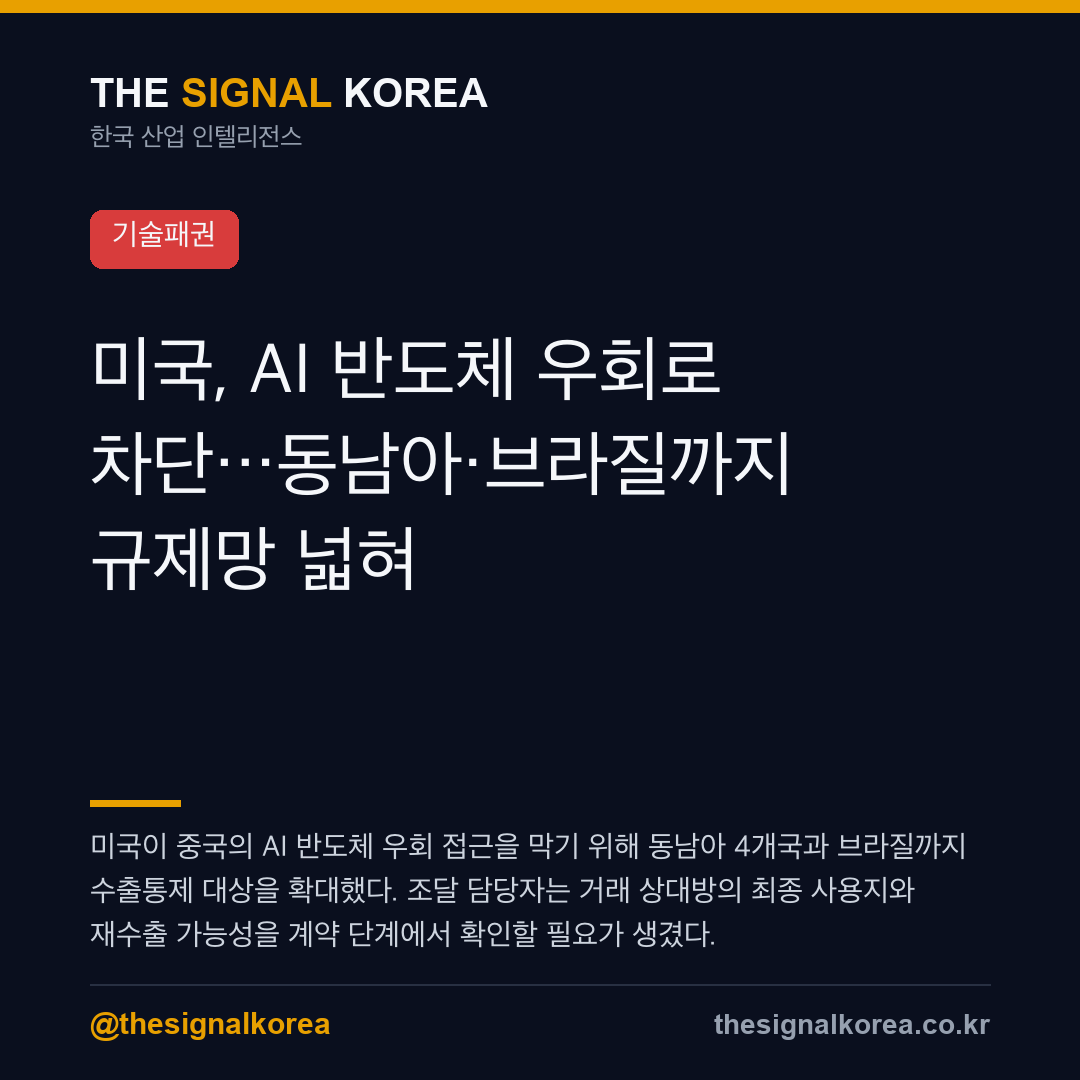 THE SIGNAL KOREA
한국 산업 인텔리전스
기술패권
미국, AI 반도체 우회로
차단…동남아·브라질까지
규제망 넓혀
미국이 중국의 AI 반도체 우회 접근을 막기 위해 동남아 4개국과 브라질까지
수출통제 대상을 확대했다. 조달 담당자는 거래 상대방의 최종 사용지와
재수출 가능성을 계약 단계에서 확인할 필요가 생겼다.
@thesignalkorea
thesignalkorea.co.kr